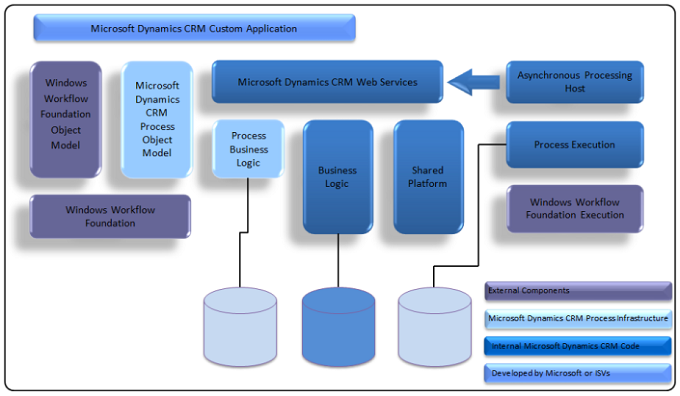 Microsoft Dynamics CRM Custom Application
Windows
Workflow
Foundation
Object
Model
Microsoft
Dynamics
CRM
Process
Object
Model
Microsoft Dynamics CRM Web Services
Asynchronous Processing
Host
Process
Business
Logic
Business
Logic
Shared
Platform
Process Execution
Windows Workflow
Foundation
Windows Workflow
Foundation Execution
External Components
Microsoft Dynamics CRM Process Infrastructure
Internal Microsoft Dynamics CRM Code
Developed by Microsoft or ISVs